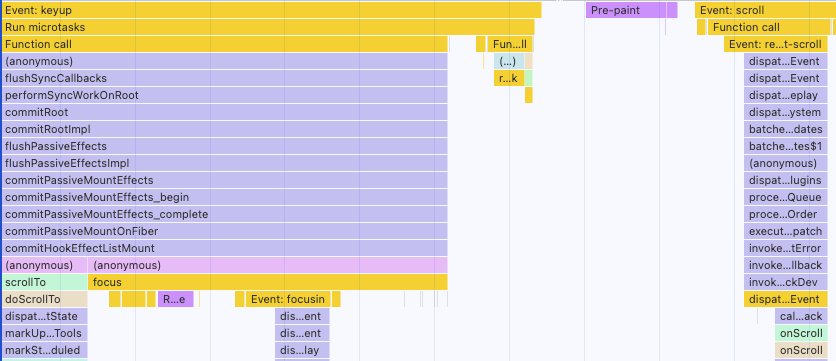 Event: keyup Pre-paint Event: scroll
Run microtasks Function call
Function call Fun...ll Event: re...t-scroll
(anonymous) (...) dispat...Event
flushSyncCallbacks r...k dispat...Event
performSyncWorkOnRoot dispat...eplay
commitRoot dispat...ystem
commitRootImpl batche...dates
flushPassiveEffects batche...tes$1
flushPassiveEffectsImpl (anonymous)
commitPassiveMountEffects dispat...lugins
commitPassiveMountEffects_begin proce...Queue
commitPassiveMountEffects_complete proce...Order
commitPassiveMountOnFiber execut...patch
commitHookEffectListMount invoke...tError
(anonymous) (anonymous) invoke...llback
scrollTo focus invok...ckDev
doScrollTo R...e Event: focusin dispat...Event
dispat...tState dis...ent cal...ack
markUp...Tools dis...ent onScroll
markSt...duled dis...lay onScroll